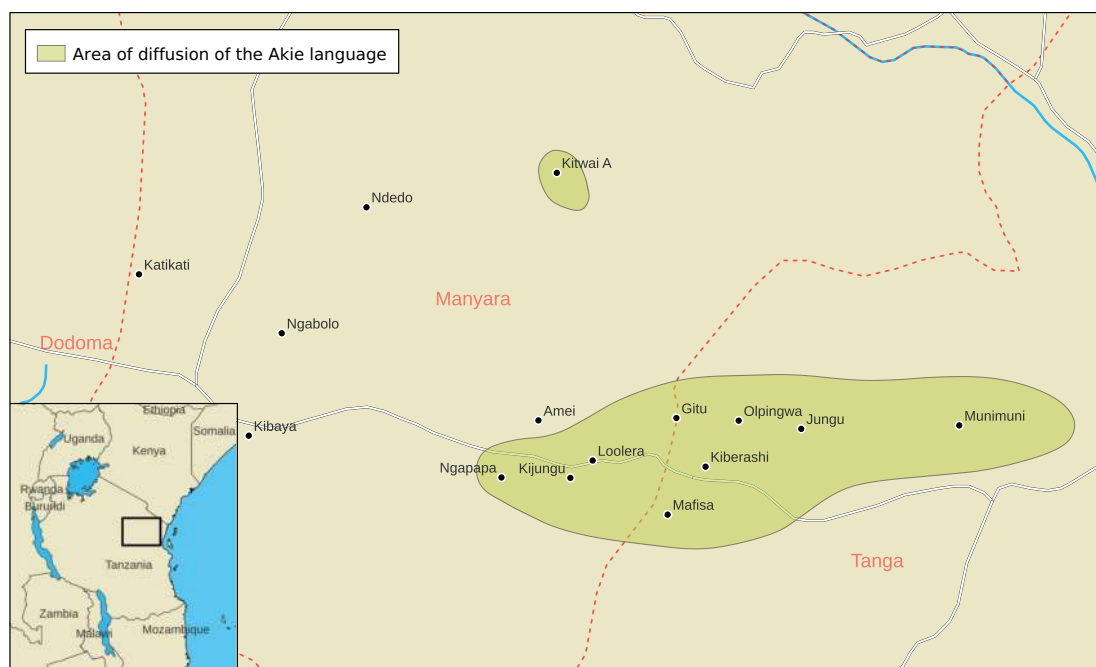 Area of diffusion of the Akie language
Kitwai A
Ndedo
Katikati
Manyara
Ngabolo
Dodoma
Amei
Gitu
Olpingwa
Jungu
Munimuni
Kibaya
Loolera
Kiberashi
Ngapapa
Kijungu
Mafisa
Tanga
Ethiopia
Somalia
Uganda
Kenya
Rwanda
Burundi
Tanzania
Zambia
Malawi
Mozambique